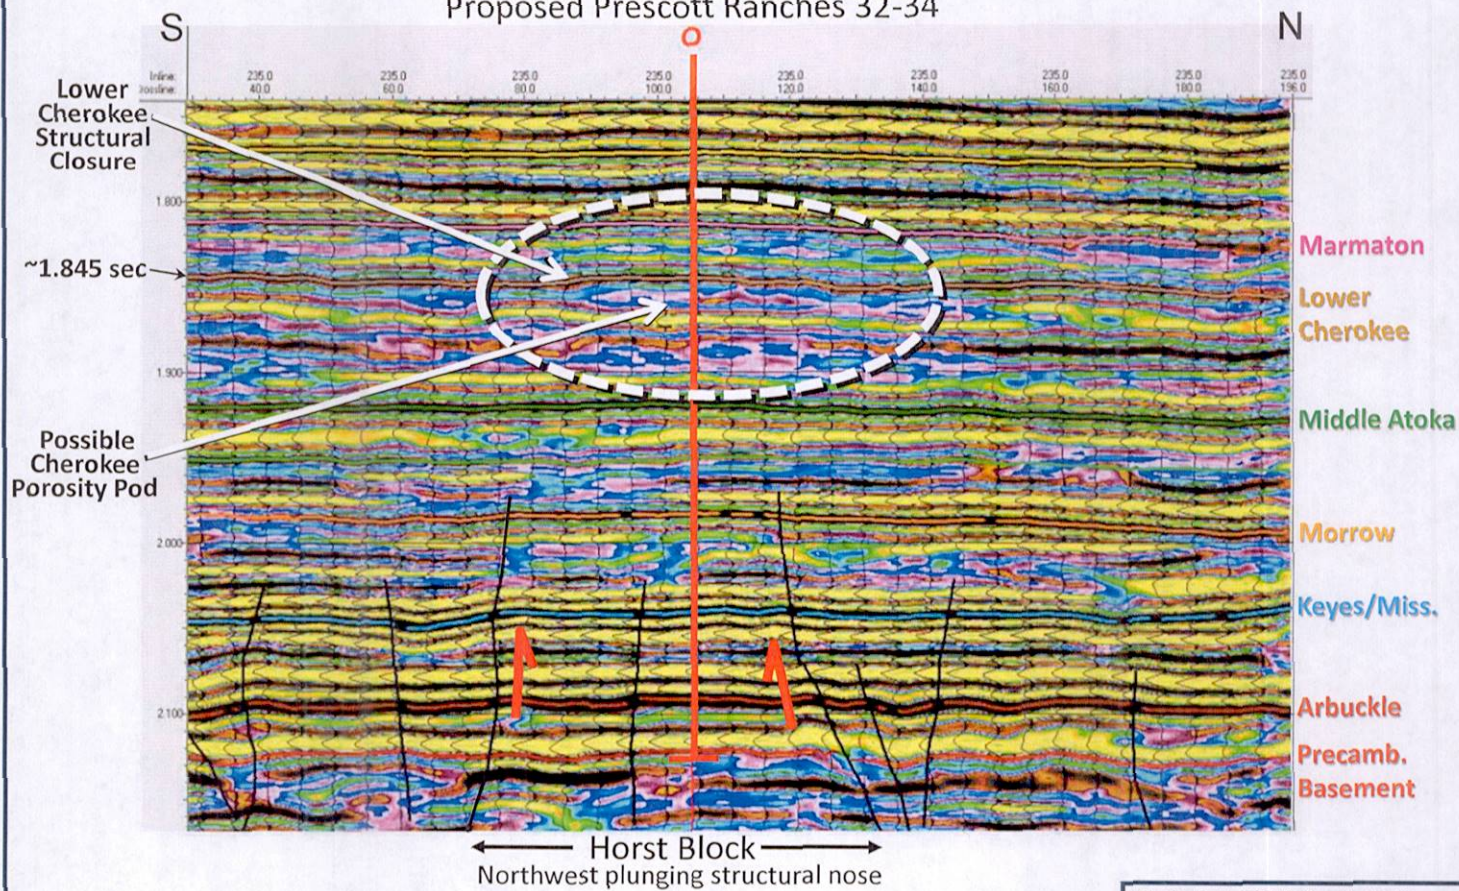 Proposed Prescott Ranches 32-34
S
N
Inline: 235.0 235.0 235.0 235.0 235.0 235.0 235.0 235.0 235.0
40.0 60.0 80.0 100.0 120.0 140.0 160.0 180.0 196.0
Lower
Cherokee
Structural
Closure
1.800
~1.845 sec
1.900
Possible
Cherokee
Porosity Pod
2.000
2.100
Marmaton
Lower
Cherokee
Middle Atoka
Morrow
Keyes/Miss.
Arbuckle
Precamb.
Basement
Horst Block
Northwest plunging structural nose